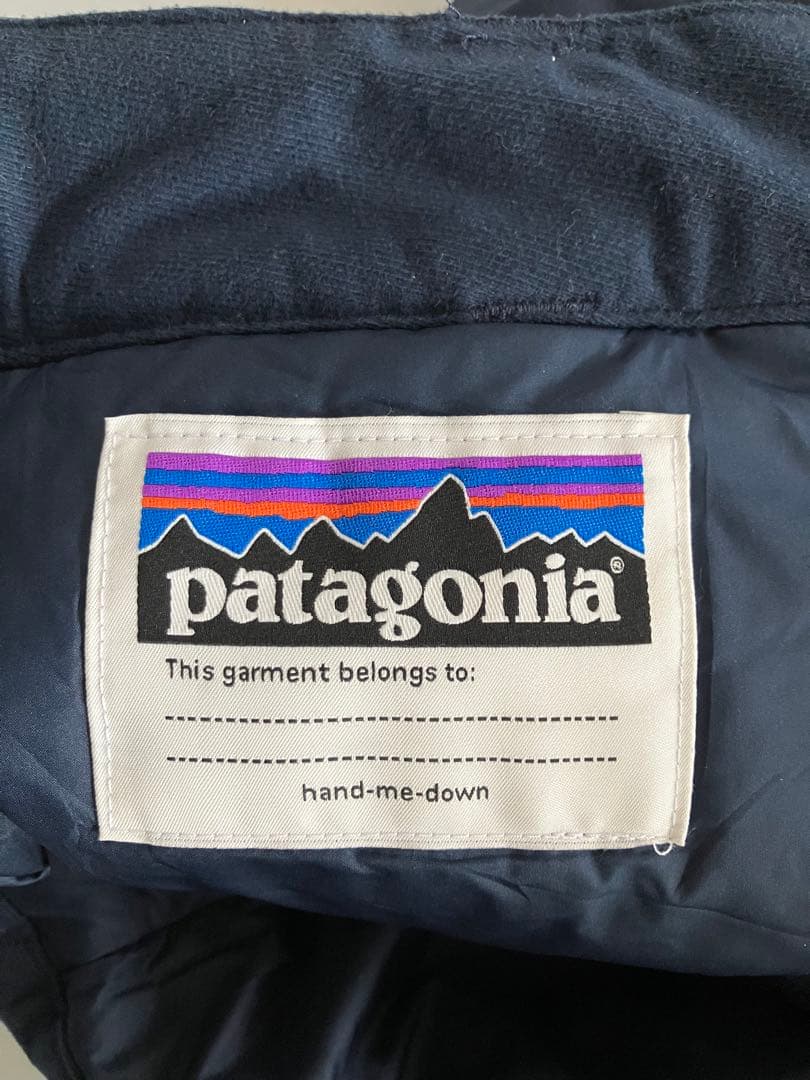 patagonia®
This garment belongs to:
hand-me-down